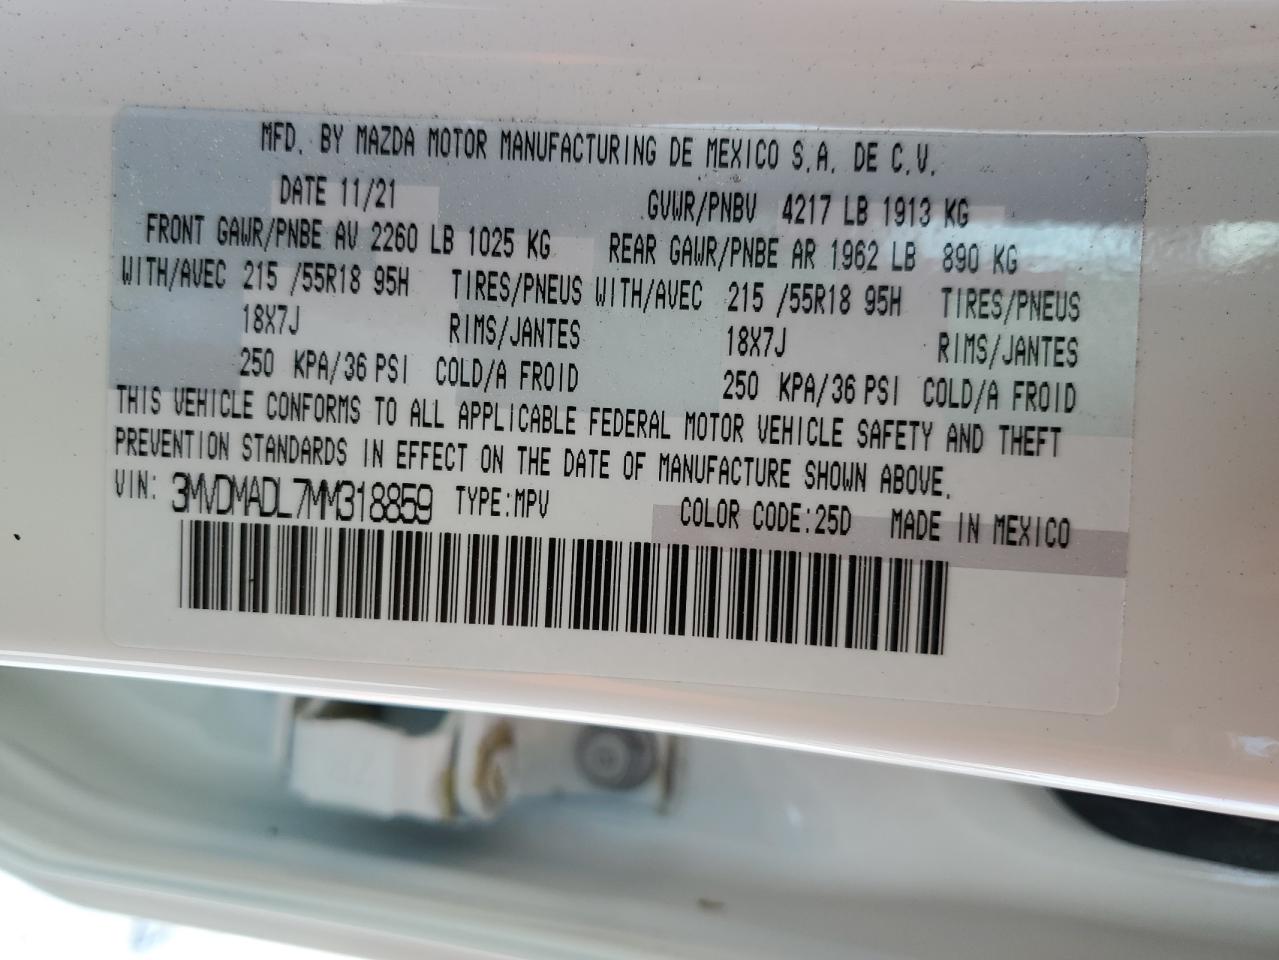 MFD. BY MAZDA MOTOR MANUFACTURING DE MEXICO S.A. DE C.V.
DATE 11/21 GVWR/PNBV 4217 LB 1913 KG
FRONT GAWR/PNBE AV 2260 LB 1025 KG REAR GAWR/PNBE AR 1962 LB 890 KG
WITH/AVEC 215 /55R18 95H TIRES/PNEUS WITH/AVEC 215 /55R18 95H TIRES/PNEUS
18X7J RIMS/JANTES 18X7J RIMS/JANTES
250 KPA/36 PSI COLD/A FROID 250 KPA/36 PSI COLD/A FROID
THIS VEHICLE CONFORMS TO ALL APPLICABLE FEDERAL MOTOR VEHICLE SAFETY AND THEFT
PREVENTION STANDARDS IN EFFECT ON THE DATE OF MANUFACTURE SHOWN ABOVE.
VIN: 3MVDMADL7MM318859 TYPE:MPV COLOR CODE:25D MADE IN MEXICO